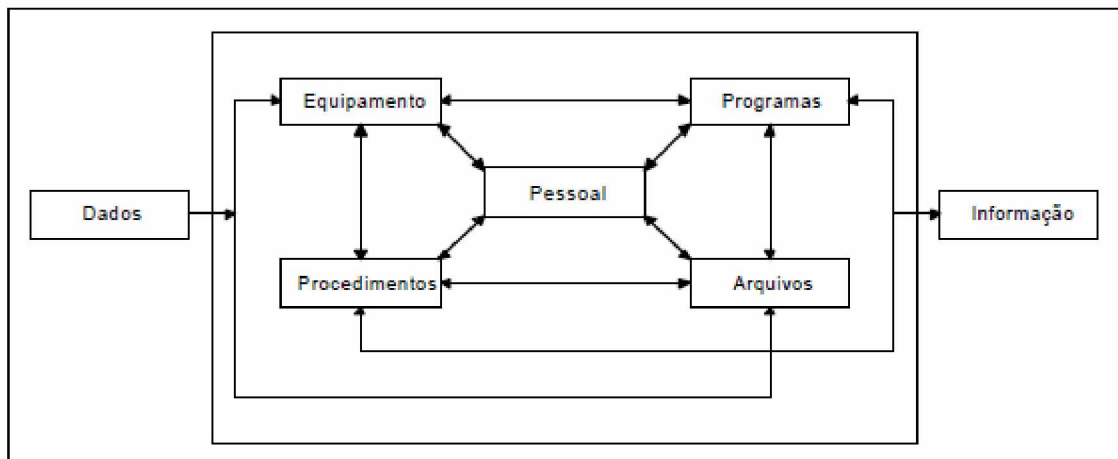 Equipamento
Programas
Pessoal
Dados
Informação
Procedimentos
Arquivos